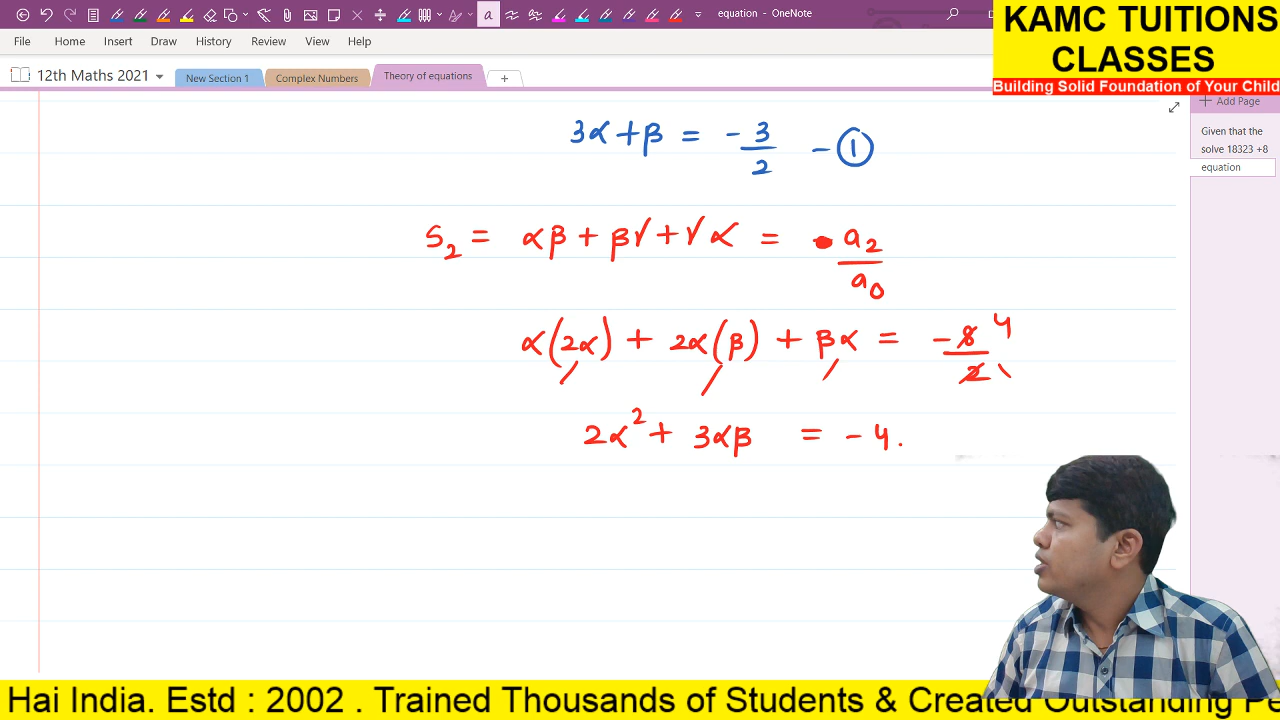 equation - OneNote
KAMC TUITIONS
CLASSES
Building Solid Foundation of Your Child
File Home Insert Draw History Review View Help
12th Maths 2021 New Section 1 Complex Numbers Theory of equations +
+ Add Page
Given that the
solve 18323 +8
equation
3α + β = -3/2 - ①
S₂ = αβ + βγ + γα = a₂/a₀
α(2α) + 2α(β) + βα = -8/2 4 1
2α² + 3αβ = -4.
Hai India. Estd : 2002 . Trained Thousands of Students & Created Outstanding Pe